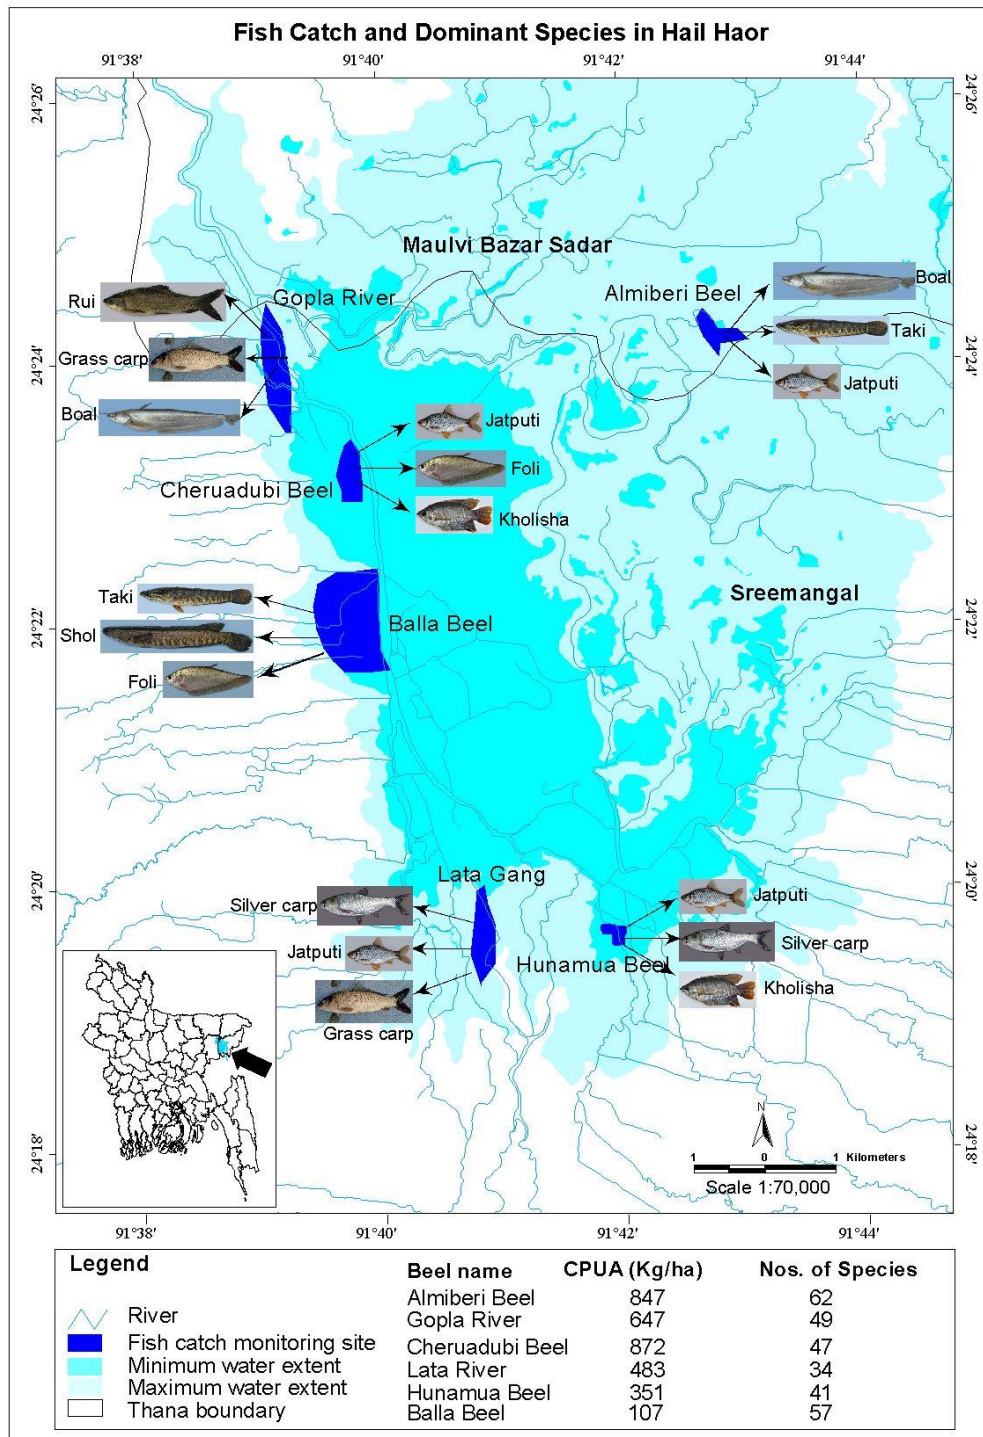 Fish Catch and Dominant Species in Hail Haor
91°38' 91°40' 91°42' 91°44'
24°26' 24°26'
Maulvi Bazar Sadar
Gopla River
Almiberi Beel
Rui
Grass carp
Boal
Boal
Taki
Jatputi
24°24' 24°24'
Cheruadubi Beel
Jatputi
Foli
Kholisha
Taki
Shol
Foli
Balla Beel
Sreemangal
24°22' 24°22'
Lata Gang
Silver carp
Jatputi
Grass carp
Hunamua Beel
Jatputi
Silver carp
Kholisha
24°20' 24°20'
N
1 0 1 Kilometers
Scale 1:70,000
24°18' 24°18'
91°38' 91°40' 91°42' 91°44'
Legend
River
Fish catch monitoring site
Minimum water extent
Maximum water extent
Thana boundary
Beel name CPUA (Kg/ha) Nos. of Species
Almiberi Beel 847 62
Gopla River 647 49
Cheruadubi Beel 872 47
Lata River 483 34
Hunamua Beel 351 41
Balla Beel 107 57